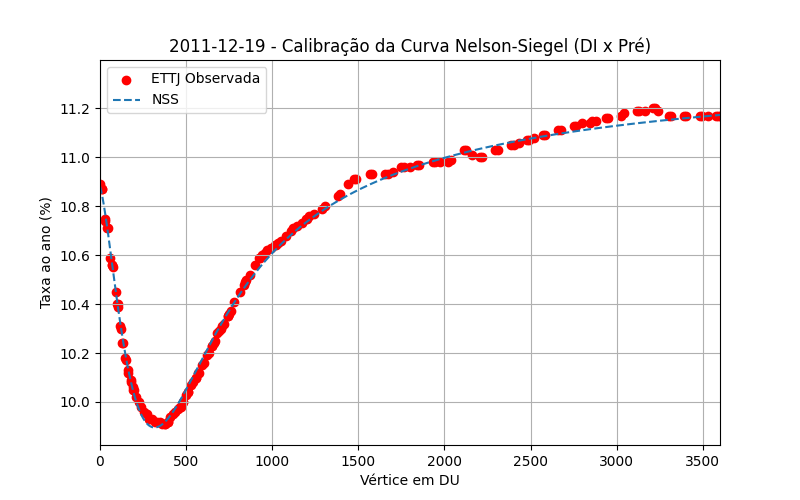 2011-12-19 - Calibração da Curva Nelson-Siegel (DI x Pré)
ETTJ Observada
NSS
Taxa ao ano (%)
11.2
11.0
10.8
10.6
10.4
10.2
10.0
0 500 1000 1500 2000 2500 3000 3500
Vértice em DU